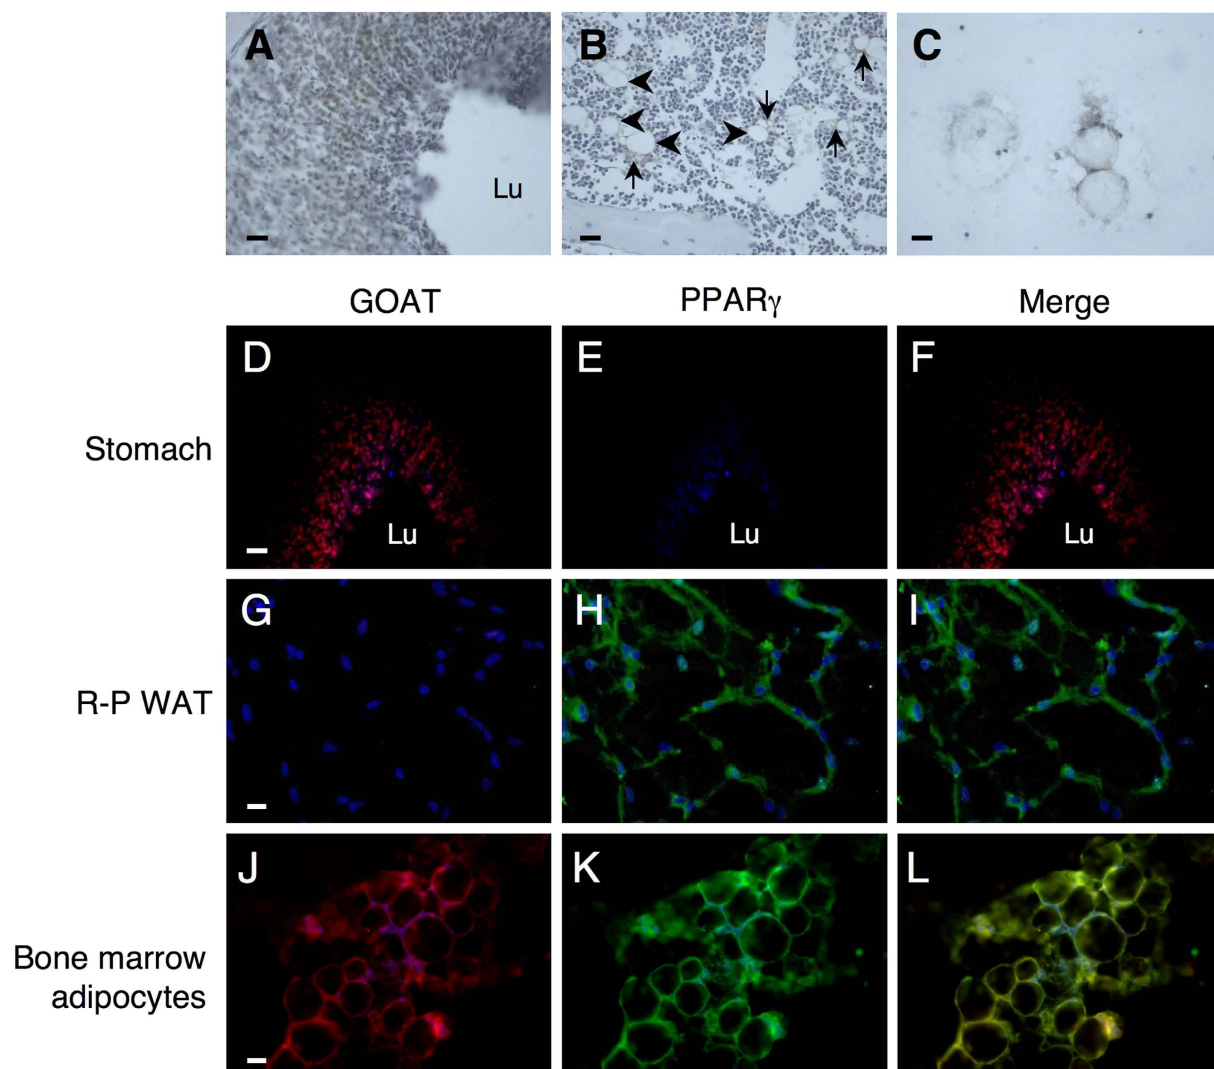 A
B
C
Lu
GOAT
PPARγ
Merge
Stomach
D
E
F
Lu
Lu
Lu
R-P WAT
G
H
I
Bone marrow
adipocytes
J
K
L